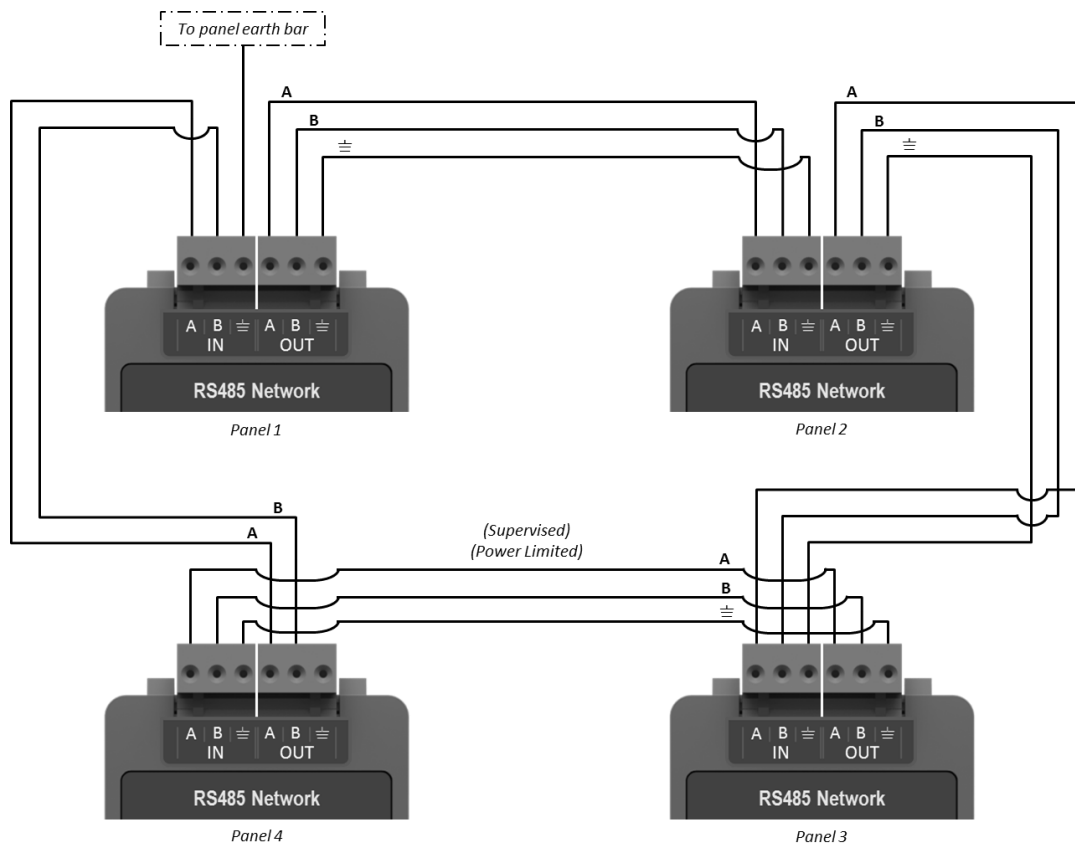 To panel earth bar
A
A
B
B
A B IN
A B OUT
A B IN
A B OUT
RS485 Network
RS485 Network
Panel 1
Panel 2
B
A
(Supervised)
(Power Limited)
A
B
A B IN
A B OUT
A B IN
A B OUT
RS485 Network
RS485 Network
Panel 4
Panel 3